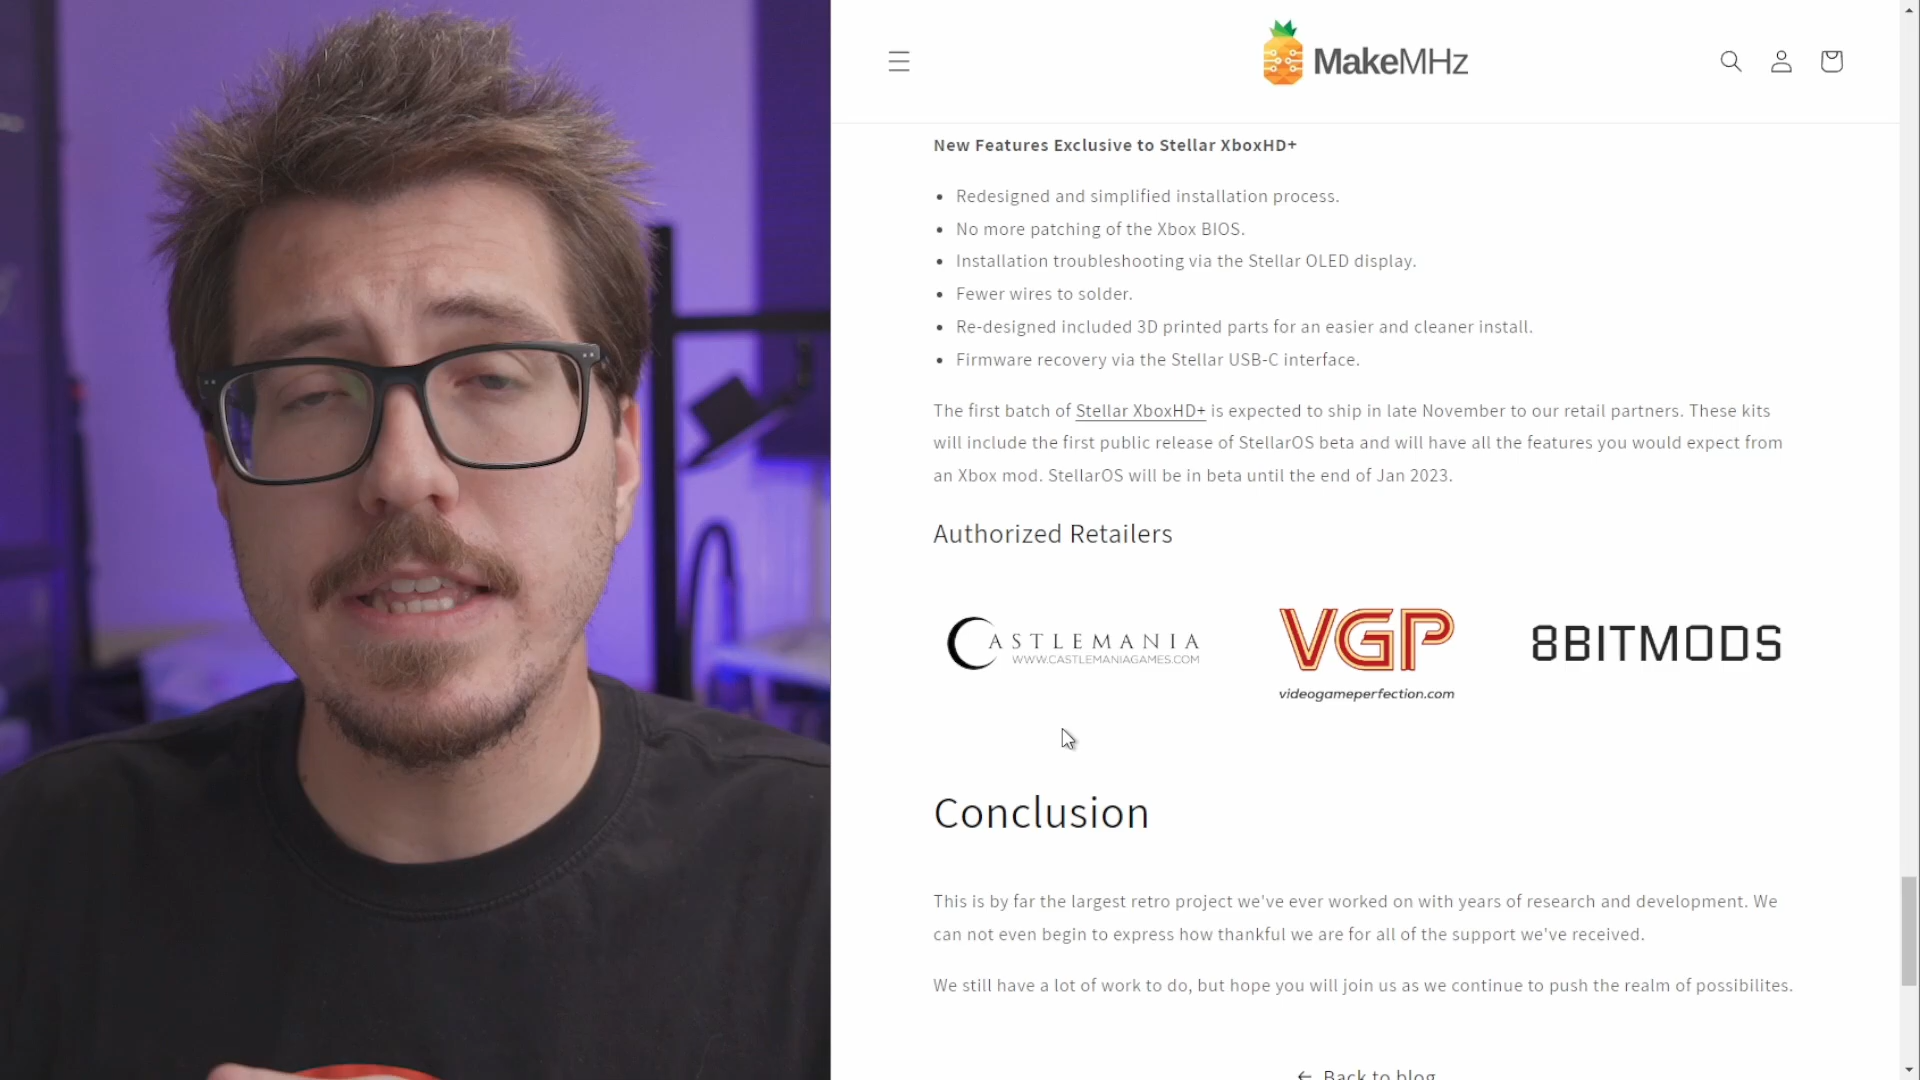 MakeMHz
New Features Exclusive to Stellar XboxHD+
Redesigned and simplified installation process.
No more patching of the Xbox BIOS.
Installation troubleshooting via the Stellar OLED display.
Fewer wires to solder.
Re-designed included 3D printed parts for an easier and cleaner install.
Firmware recovery via the Stellar USB-C interface.
The first batch of Stellar XboxHD+ is expected to ship in late November to our retail partners. These kits
will include the first public release of StellarOS beta and will have all the features you would expect from
an Xbox mod. StellarOS will be in beta until the end of Jan 2023.
Authorized Retailers
CASTLEMANIA
WWW.CASTLEMANIAGAMES.COM
VGP
videogameperfection.com
8BITMODS
Conclusion
This is by far the largest retro project we've ever worked on with years of research and development. We
can not even begin to express how thankful we are for all of the support we've received.
We still have a lot of work to do, but hope you will join us as we continue to push the realm of possibilites.
← Back to blog